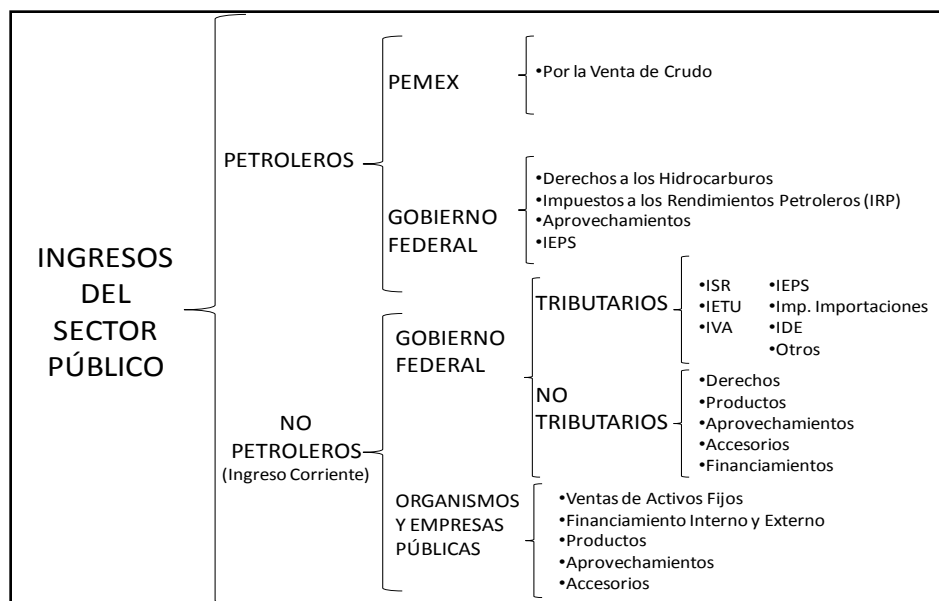 INGRESOS
DEL
SECTOR
PÚBLICO
PETROLEROS
PEMEX
•Por la Venta de Crudo
GOBIERNO
FEDERAL
•Derechos a los Hidrocarburos
•Impuestos a los Rendimientos Petroleros (IRP)
•Aprovechamientos
•IEPS
NO
PETROLEROS
(Ingreso Corriente)
GOBIERNO
FEDERAL
TRIBUTARIOS
•ISR
•IETU
•IVA
•IEPS
•Imp. Importaciones
•IDE
•Otros
NO
TRIBUTARIOS
•Derechos
•Productos
•Aprovechamientos
•Accesorios
•Financiamientos
ORGANISMOS
Y EMPRESAS
PÚBLICAS
•Ventas de Activos Fijos
•Financiamiento Interno y Externo
•Productos
•Aprovechamientos
•Accesorios